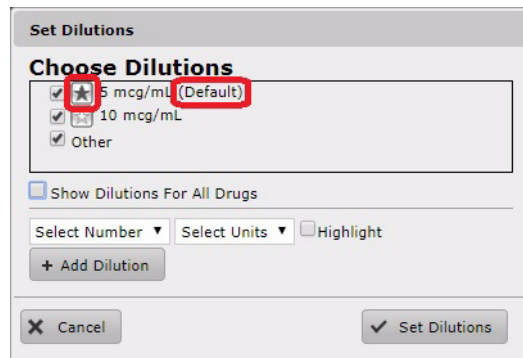 Set Dilutions
Choose Dilutions
5 mcg/mL (Default)
10 mcg/mL
Other
Show Dilutions For All Drugs
Select Number Select Units Highlight
+ Add Dilution
Cancel Set Dilutions